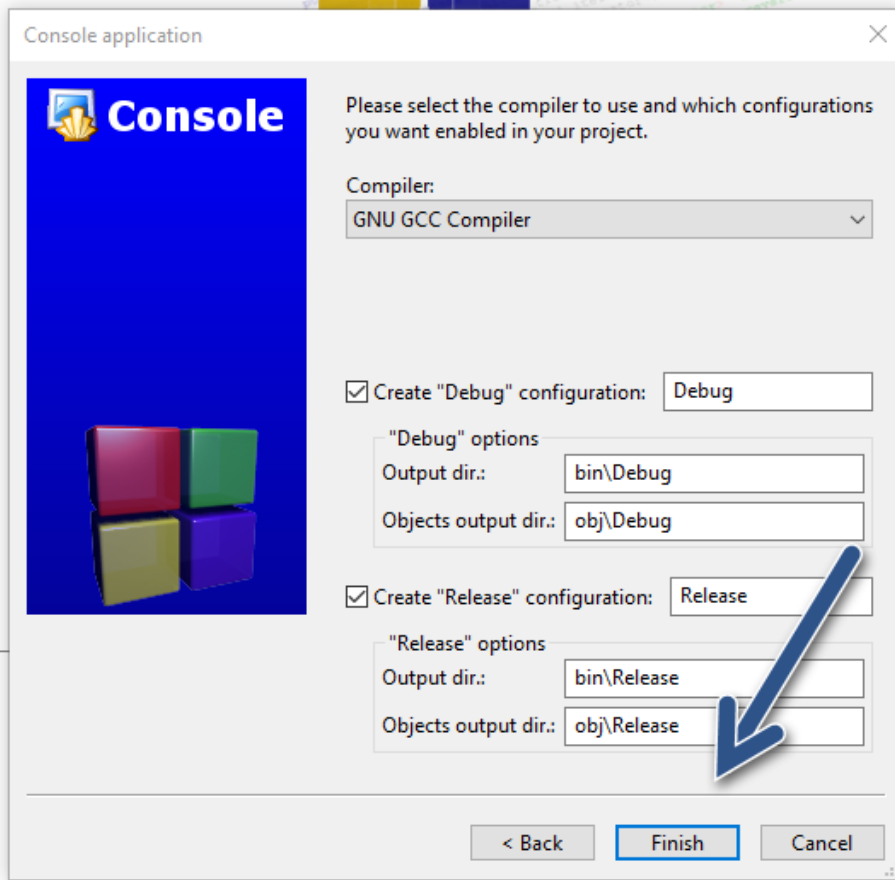 Console application
Console
Please select the compiler to use and which configurations
you want enabled in your project.
Compiler:
GNU GCC Compiler
Create "Debug" configuration: Debug
"Debug" options
Output dir.: bin\Debug
Objects output dir.: obj\Debug
Create "Release" configuration: Release
"Release" options
Output dir.: bin\Release
Objects output dir.: obj\Release
< Back Finish Cancel